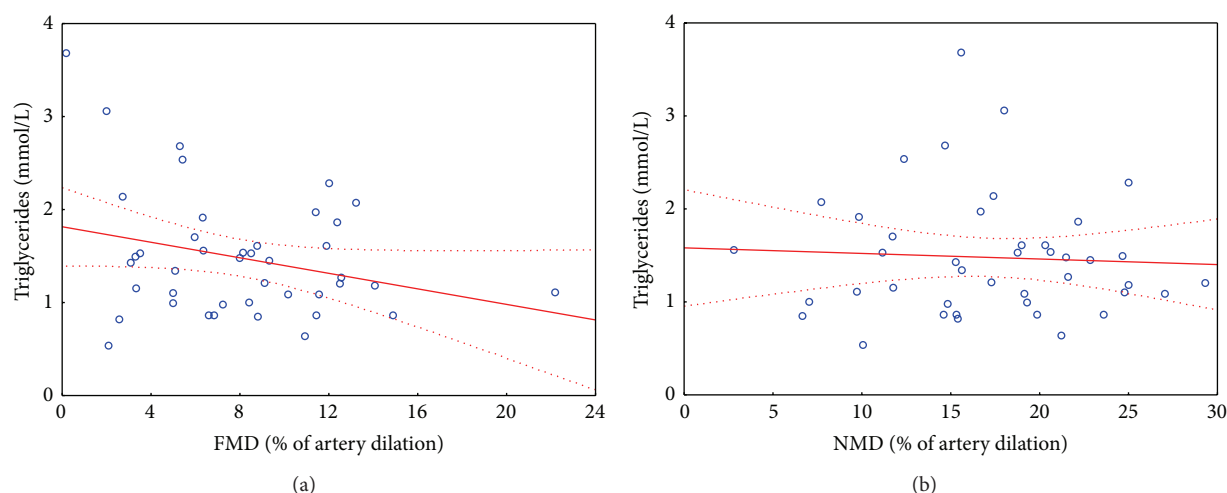 4
3
2
1
0
Triglycerides (mmol/L)
0 4 8 12 16 20 24
FMD (% of artery dilation)
(a)
4
3
2
1
0
Triglycerides (mmol/L)
0 5 10 15 20 25 30
NMD (% of artery dilation)
(b)